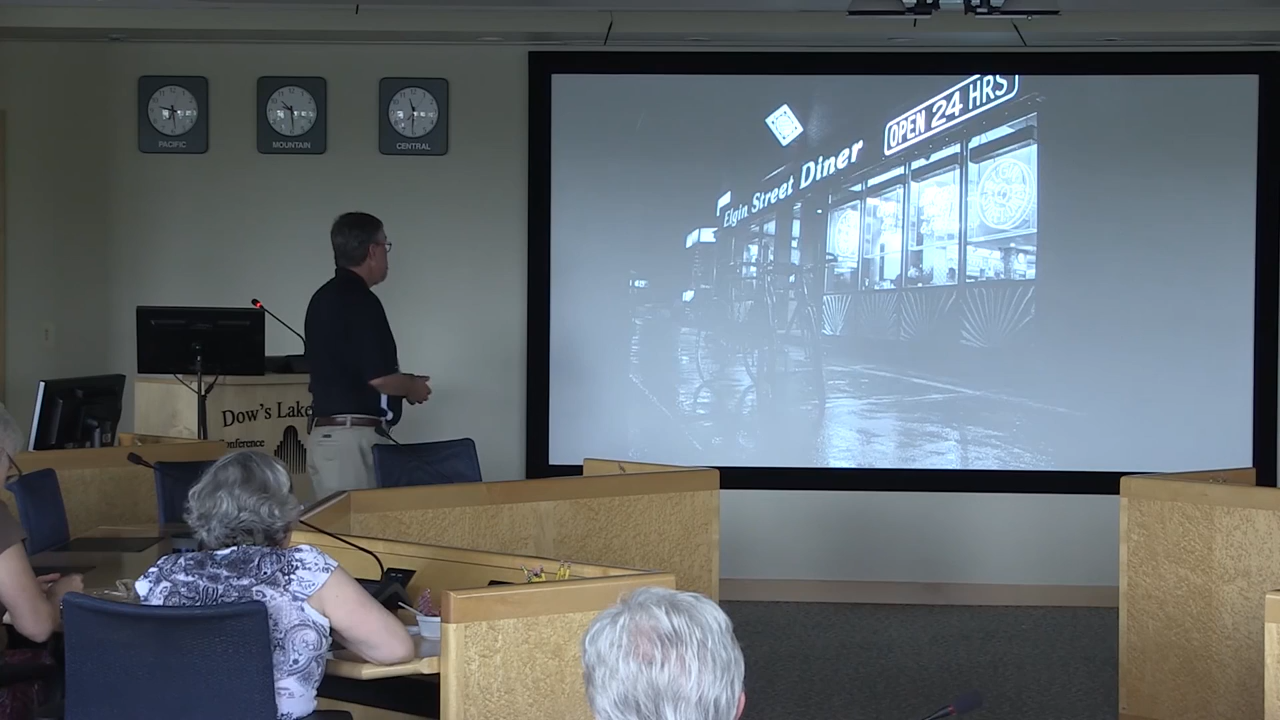 PACIFIC
MOUNTAIN
CENTRAL
OPEN 24 HRS
Elgin Street Diner
Dow's Lake
Conference